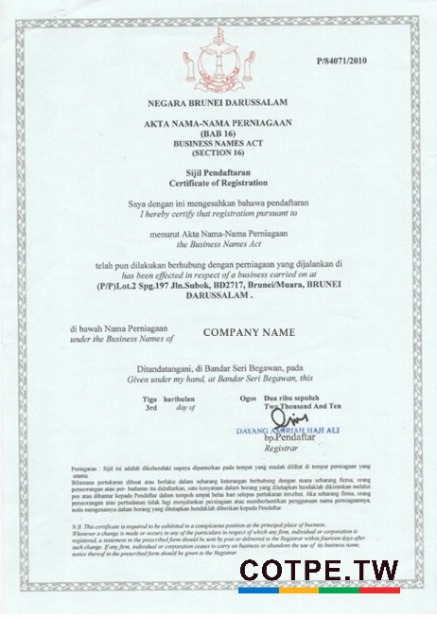 P/84071/2010
NEGARA BRUNEI DARUSSALAM
AKTA NAMA-NAMA PERNIAGAAN
(BAB 16)
BUSINESS NAMES ACT
(SECTION 16)
Sijil Pendaftaran
Certificate of Registration
Saya dengan ini mengesahkan bahawa pendaftaran
I hereby certify that registration pursuant to
menurut Akta Nama-Nama Perniagaan
the Business Names Act
telah pun dilakukan berhubung dengan perniagaan yang dijalankan di
has been effected in respect of a business carried on at
(P/P)Lot.2 Spg.197 Jln.Subok, BD2717, Brunei/Muara, BRUNEI
DARUSSALAM .
di bawah Nama Perniagaan
under the Business Names of
COMPANY NAME
Ditandatangani, di Bandar Seri Begawan, pada
Given under my hand, at Bandar Seri Begawan, this
Tiga haribulan Ogos Dua ribu sepuluh
3rd day of Two Thousand And Ten
DAYANG HAJI ALI
bp.Pendaftar
Registrar
Peringatan : Sijil ini adalah dikehendaki supaya dipamerkan pada tempat yang mudah dilihat di tempat perniagaan yang
utama.
Bilamana pertukaran dibuat atau berlaku dalam sebarang keterangan berhubung dengan mana sebarang firma, orang
perseorangan atau per- badanan itu didaftarkan, satu kenyataan dalam borang yang ditetapkan hendaklah dikirimkan melalui
pos atau dihantar kepada Pendaftar dalam tempoh empat belas hari selepas pertukaran tersebut. Jika sebarang firma, orang
perseorangan atau perbadanan tidak lagi menjalankan perniagaan atau memberhentikan penggunaan nama perniagaannya,
notis mengenainya dalam borang yang ditetapkan hendaklah diberikan kepada Pendaftar.
N.B. This certificate is required to be exhibited in a conspicuous position at the principal place of business.
Whenever a change is made or occurs in any of the particulars in respect of which any firm, individual or corporation is
registered, a statement in the prescribed form should be sent by post or delivered to the Registrar within fourteen days after
such change. If any firm, individual or corporation ceases to carry on business or abandons the use of its business name,
notice thereof in the prescribed form should be given to the Registrar.
COTPE.TW